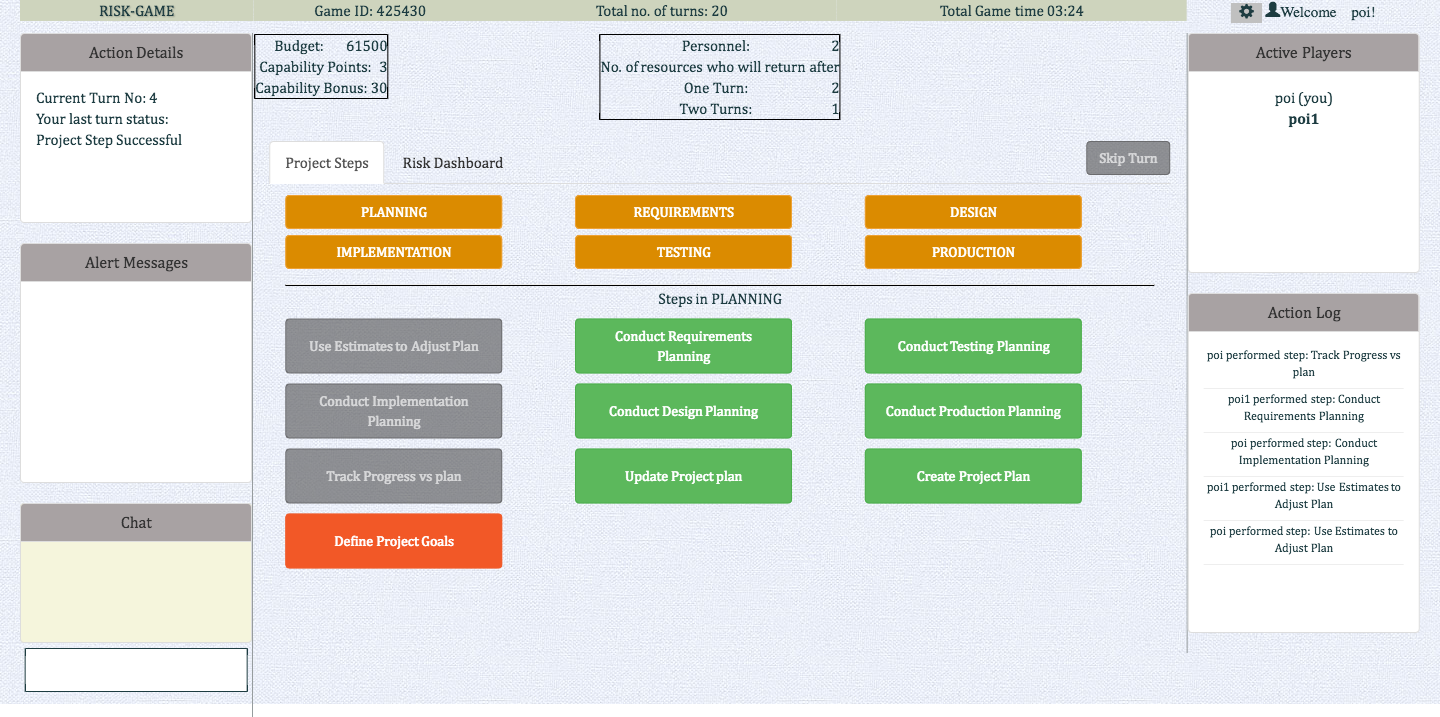 RISK-GAME
Game ID: 425430
Total no. of turns: 20
Total Game time 03:24
Welcome poi!
Action Details
Current Turn No: 4
Your last turn status:
Project Step Successful
Alert Messages
Chat
Budget: 61500
Capability Points: 3
Capability Bonus: 30
Personnel: 2
No. of resources who will return after
One Turn: 2
Two Turns: 1
Project Steps
Risk Dashboard
Skip Turn
PLANNING
REQUIREMENTS
DESIGN
IMPLEMENTATION
TESTING
PRODUCTION
Steps in PLANNING
Use Estimates to Adjust Plan
Conduct Requirements
Planning
Conduct Testing Planning
Conduct Implementation
Planning
Conduct Design Planning
Conduct Production Planning
Track Progress vs plan
Update Project plan
Create Project Plan
Define Project Goals
Active Players
poi (you)
poi1
Action Log
poi performed step: Track Progress vs
plan
poi1 performed step: Conduct
Requirements Planning
poi performed step: Conduct
Implementation Planning
poi1 performed step: Use Estimates to
Adjust Plan
poi performed step: Use Estimates to
Adjust Plan